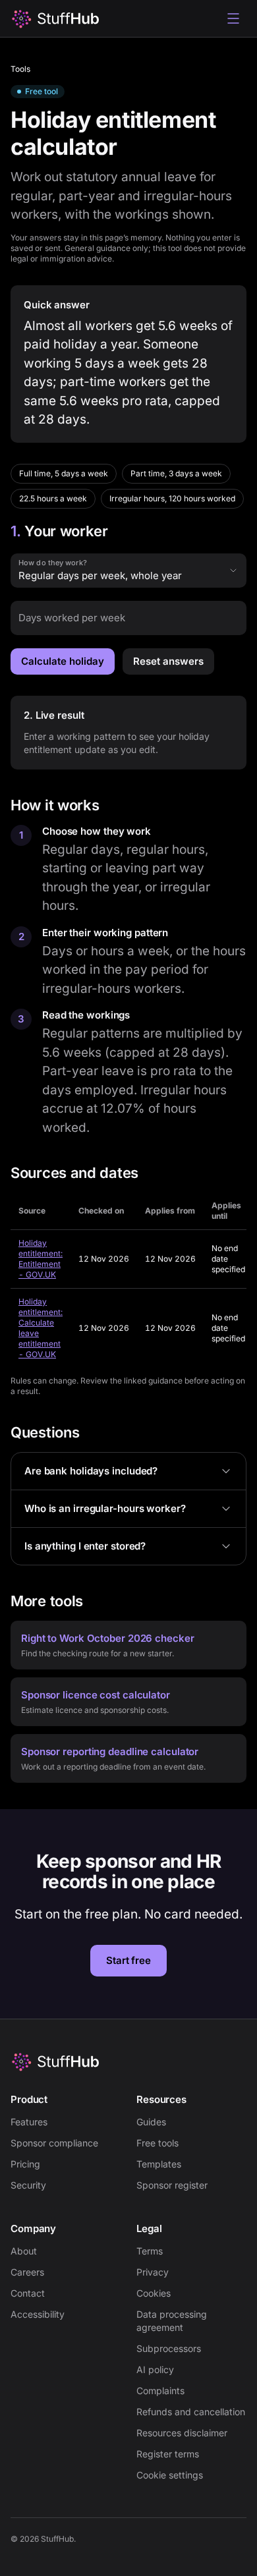 StuffHub
Tools
Free tool
Holiday entitlement
calculator
Work out statutory annual leave for
regular, part-year and irregular-hours
workers, with the workings shown.
Your answers stay in this page's memory. Nothing you enter is
saved or sent. General guidance only; this tool does not provide
legal or immigration advice.
Quick answer
Almost all workers get 5.6 weeks of
paid holiday a year. Someone
working 5 days a week gets 28
days; part-time workers get the
same 5.6 weeks pro rata, capped
at 28 days.
Full time, 5 days a week
Part time, 3 days a week
22.5 hours a week
Irregular hours, 120 hours worked
1. Your worker
How do they work?
Regular days per week, whole year
Days worked per week
Calculate holiday
Reset answers
2. Live result
Enter a working pattern to see your holiday
entitlement update as you edit.
How it works
1
Choose how they work
Regular days, regular hours,
starting or leaving part way
through the year, or irregular
hours.
2
Enter their working pattern
Days or hours a week, or the hours
worked in the pay period for
irregular-hours workers.
3
Read the workings
Regular patterns are multiplied by
5.6 weeks (capped at 28 days).
Part-year leave is pro rata to the
days employed. Irregular hours
accrue at 12.07% of hours
worked.
Sources and dates
Source
Checked on
Applies from
Applies
until
Holiday
entitlement:
Entitlement
- GOV.UK
12 Nov 2026
12 Nov 2026
No end
date
specified
Holiday
entitlement:
Calculate
leave
entitlement
- GOV.UK
12 Nov 2026
12 Nov 2026
No end
date
specified
Rules can change. Review the linked guidance before acting on
a result.
Questions
Are bank holidays included?
Who is an irregular-hours worker?
Is anything I enter stored?
More tools
Right to Work October 2026 checker
Find the checking route for a new starter.
Sponsor licence cost calculator
Estimate licence and sponsorship costs.
Sponsor reporting deadline calculator
Work out a reporting deadline from an event date.
Keep sponsor and HR
records in one place
Start on the free plan. No card needed.
Start free
StuffHub
Product
Features
Sponsor compliance
Pricing
Security
Resources
Guides
Free tools
Templates
Sponsor register
Company
About
Careers
Contact
Accessibility
Legal
Terms
Privacy
Cookies
Data processing
agreement
Subprocessors
AI policy
Complaints
Refunds and cancellation
Resources disclaimer
Register terms
Cookie settings
© 2026 StuffHub.